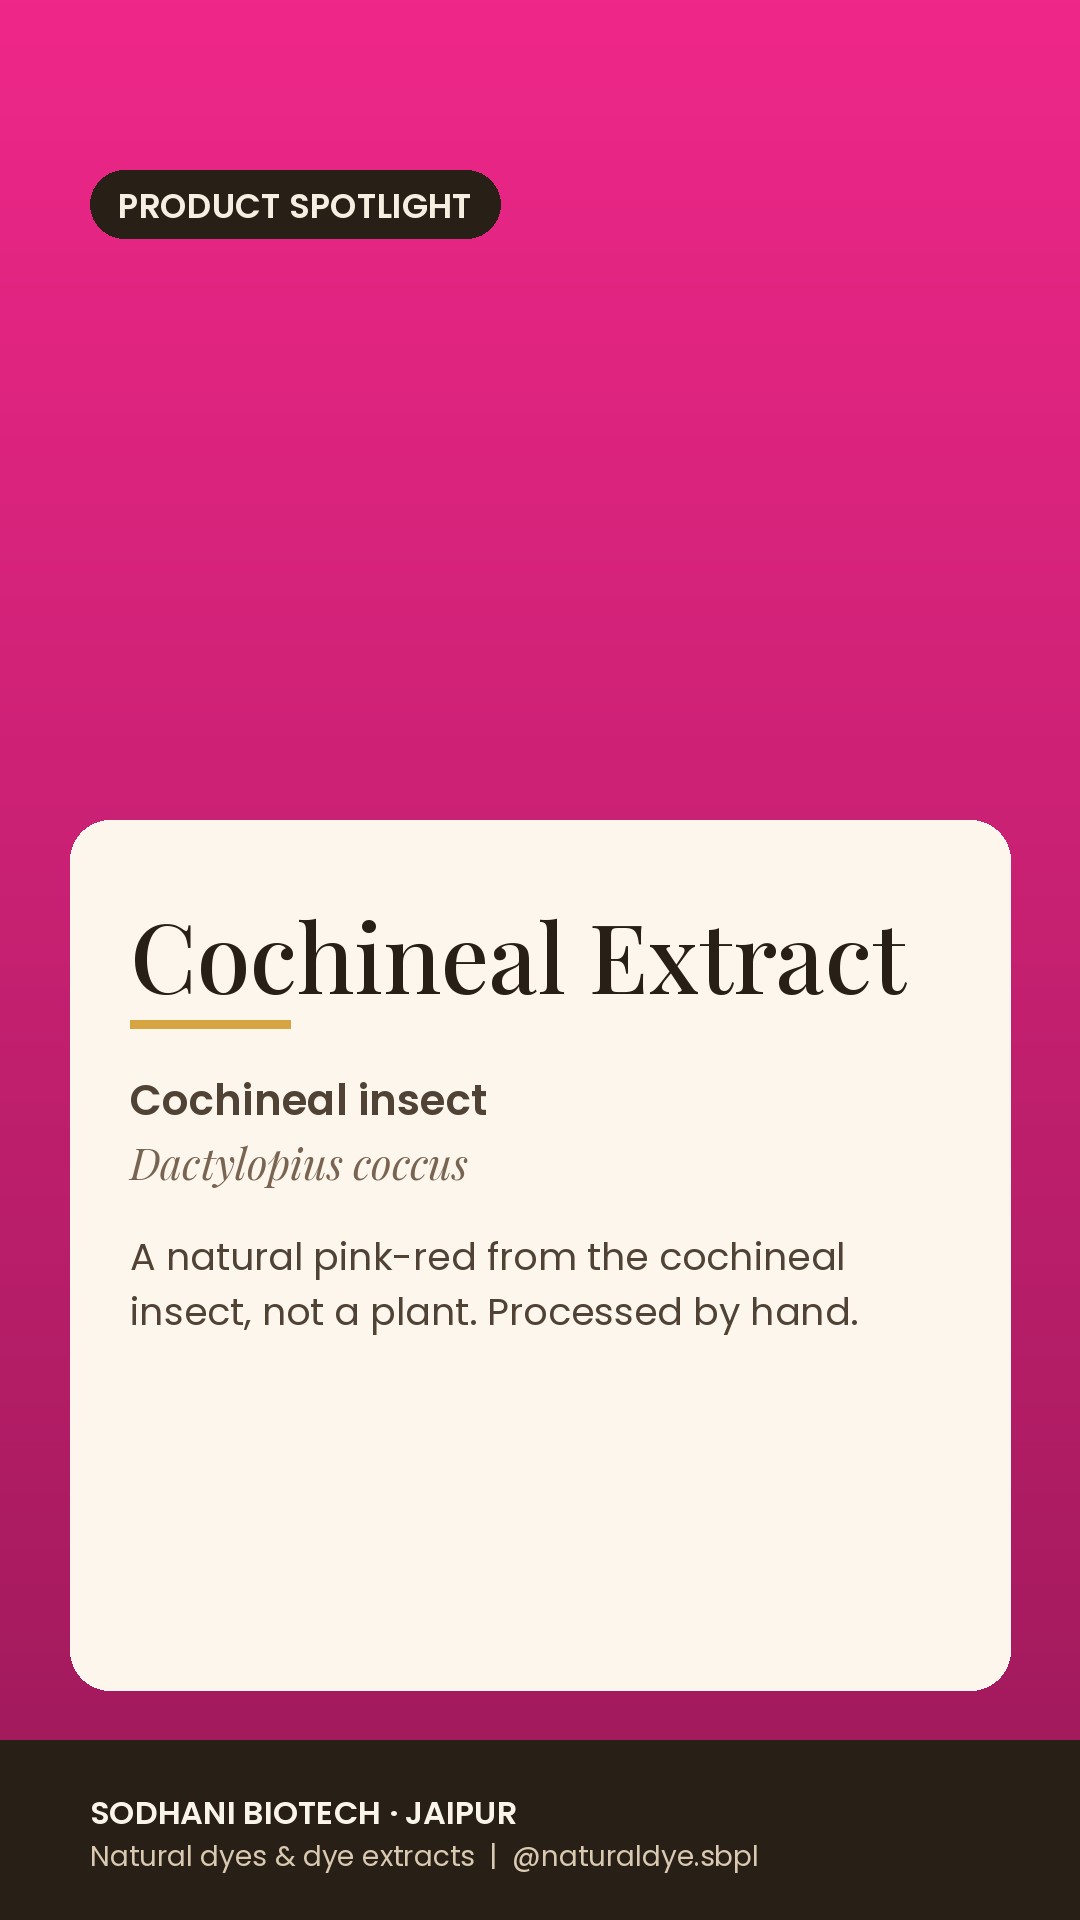 PRODUCT SPOTLIGHT
Cochineal Extract
Cochineal insect
Dactylopius coccus
A natural pink-red from the cochineal
insect, not a plant. Processed by hand.
SODHANI BIOTECH · JAIPUR
Natural dyes & dye extracts | @naturaldye.sbpl